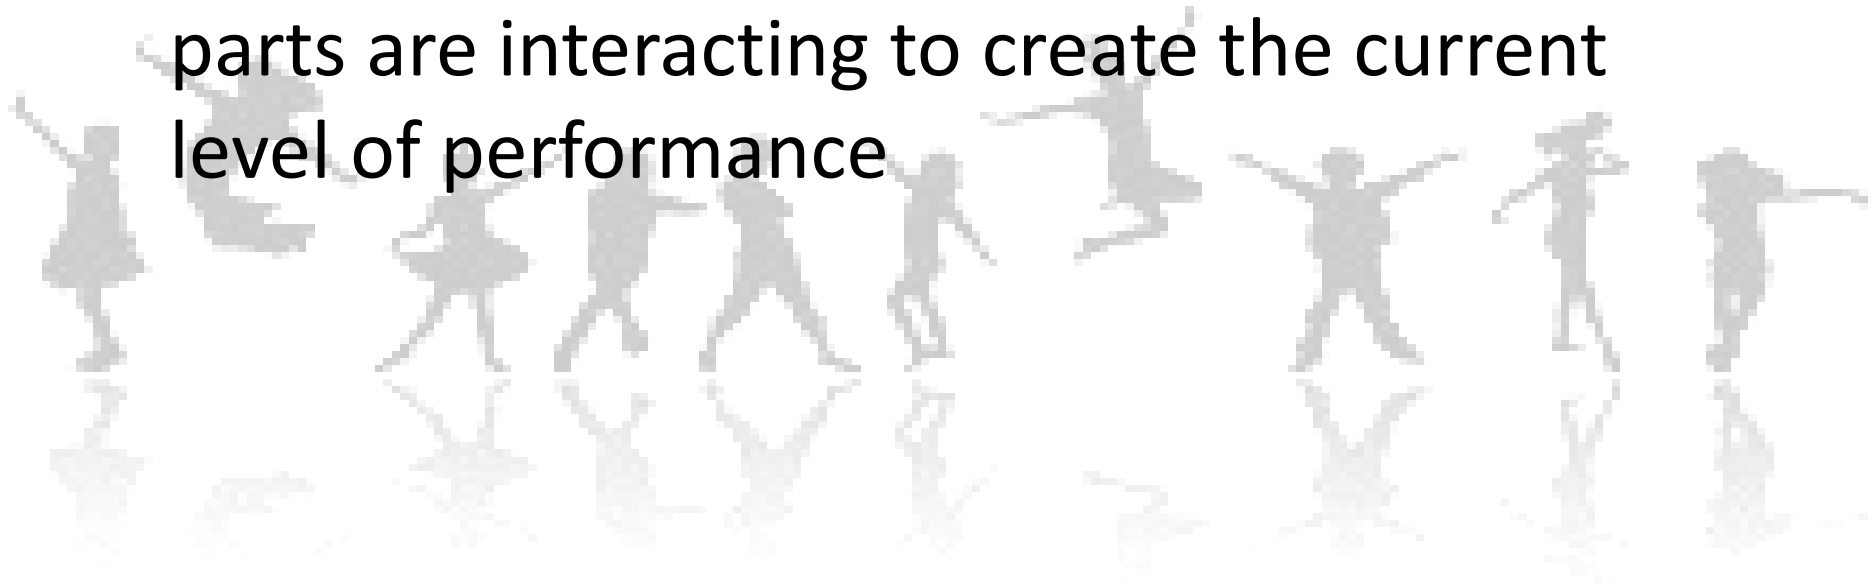 parts are interacting to create the current
level of performance